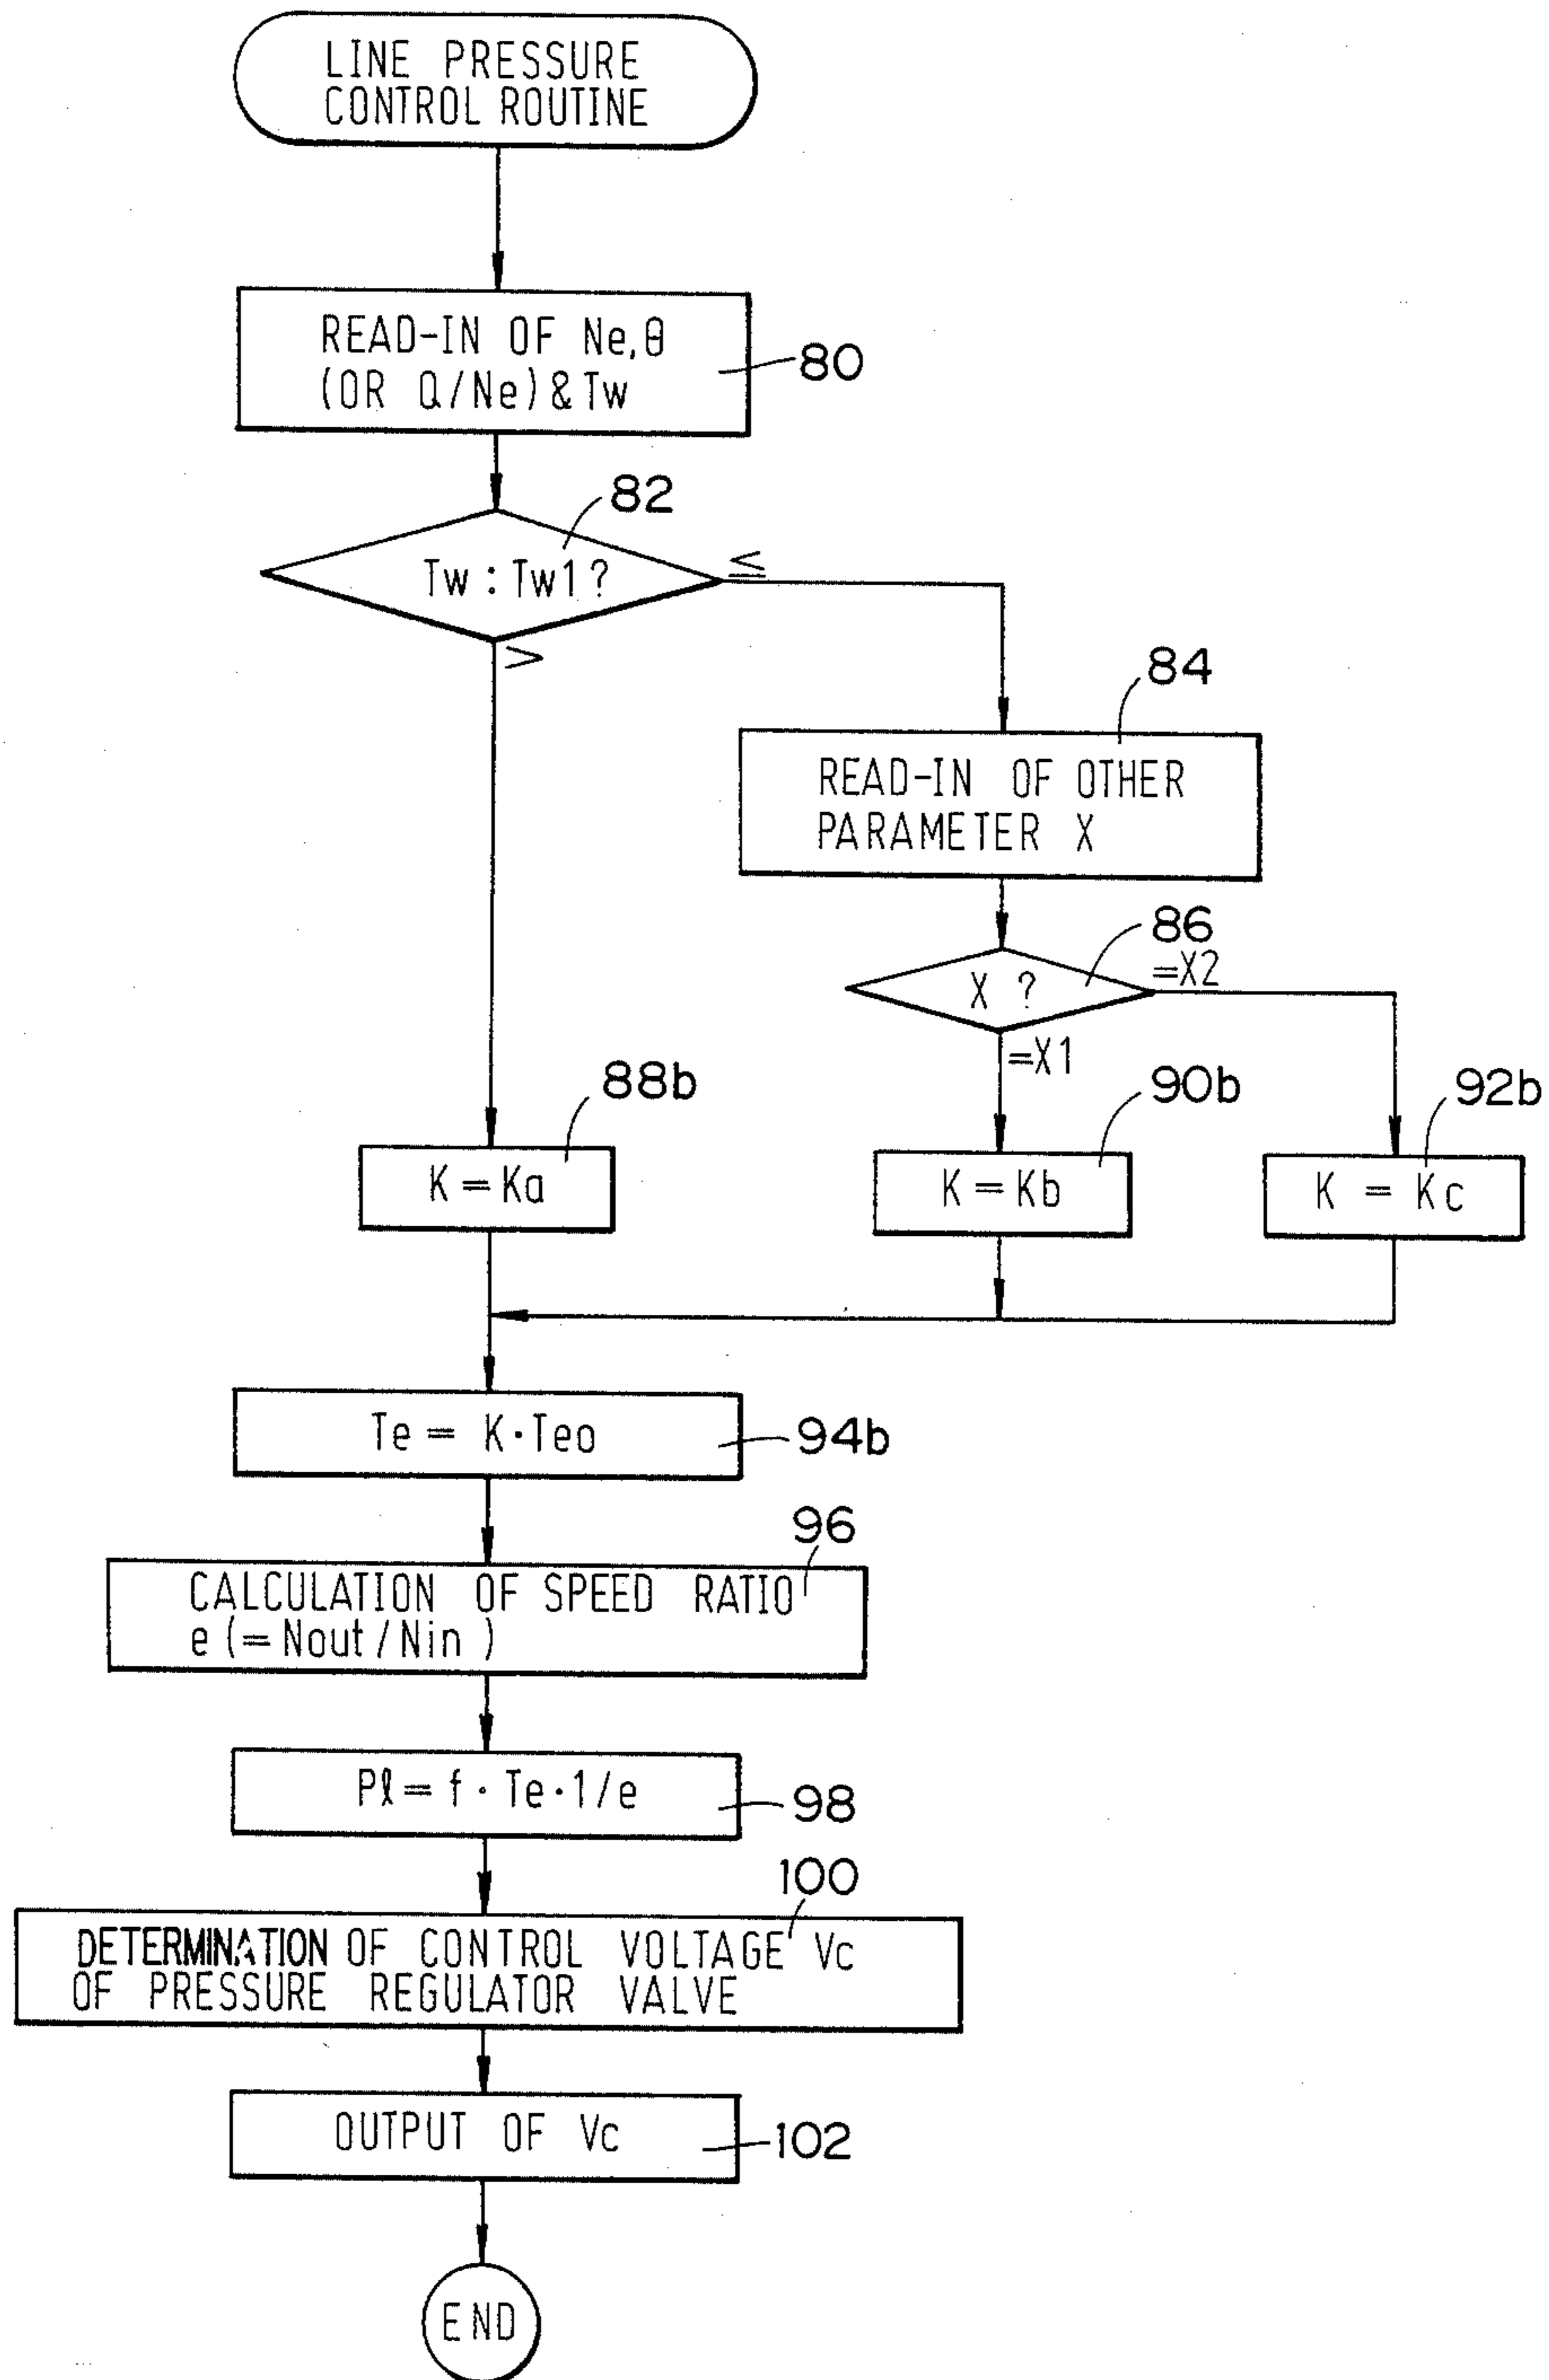 LINE PRESSURE
CONTROL ROUTINE
READ-IN OF Ne,θ
(OR Q/Ne)&Tw
80
82
Tw : Tw1?
≤
>
84
READ-IN OF OTHER
PARAMETER X
86
X ?
=X2
=X1
88b
K = Ka
90b
K = Kb
92b
K = Kc
Te = K·Teo
94b
96
CALCULATION OF SPEED RATIO
e (= Nout / Nin )
Pℓ = f · Te · 1/e
98
100
DETERMINATION OF CONTROL VOLTAGE Vc
OF PRESSURE REGULATOR VALVE
OUTPUT OF Vc
102
END